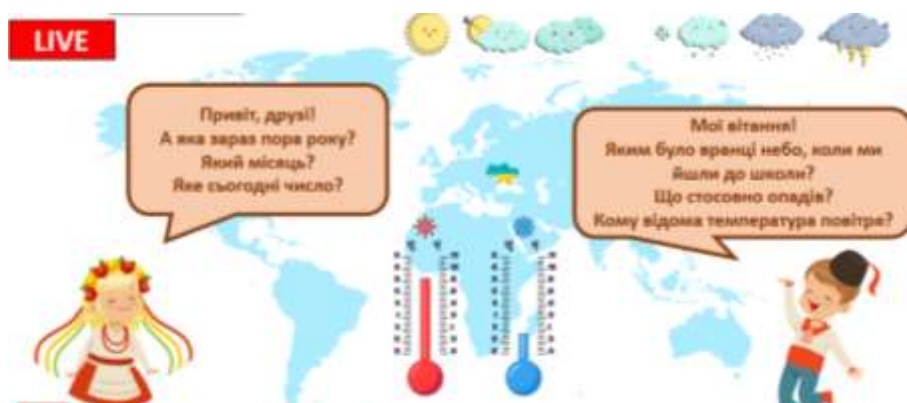 LIVE
Привіт, друзі!
А яка зараз пора року?
Який місяць?
Яке сьогодні число?
Мої вітання!
Яким було вранці небо, коли ми
йшли до школи?
Що стосовно опадів?
Кому відома температура повітря?